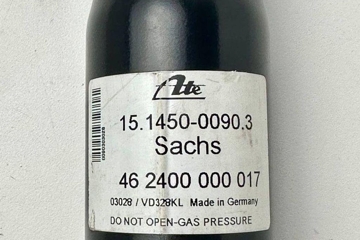 Ate
15.1450-0090.3
Sachs
46 2400 000 017
03028 / VD328KL Made in Germany
DO NOT OPEN-GAS PRESSURE